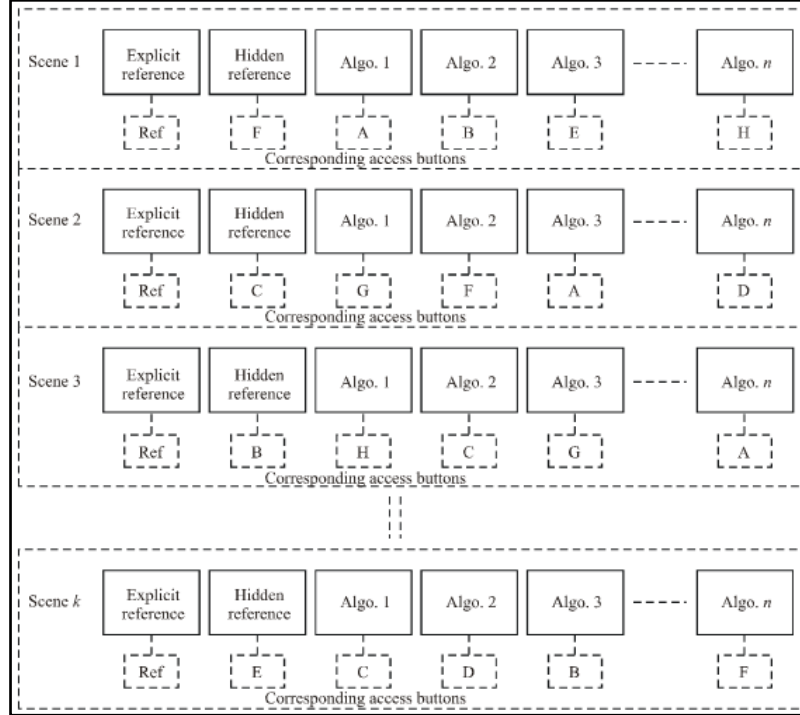 Scene 1
Explicit reference
Hidden reference
Algo. 1
Algo. 2
Algo. 3
Algo. n
Ref
F
A
B
E
H
Corresponding access buttons
Scene 2
Explicit reference
Hidden reference
Algo. 1
Algo. 2
Algo. 3
Algo. n
Ref
C
G
F
A
D
Corresponding access buttons
Scene 3
Explicit reference
Hidden reference
Algo. 1
Algo. 2
Algo. 3
Algo. n
Ref
B
H
C
G
A
Corresponding access buttons
Scene k
Explicit reference
Hidden reference
Algo. 1
Algo. 2
Algo. 3
Algo. n
Ref
E
C
D
B
F
Corresponding access buttons